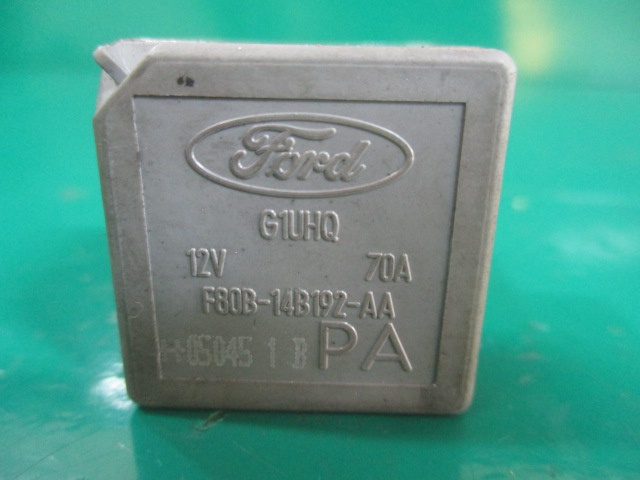 Ford
G1UHQ
12V 70A
F80B-14B192-AA
05045 1 B PA